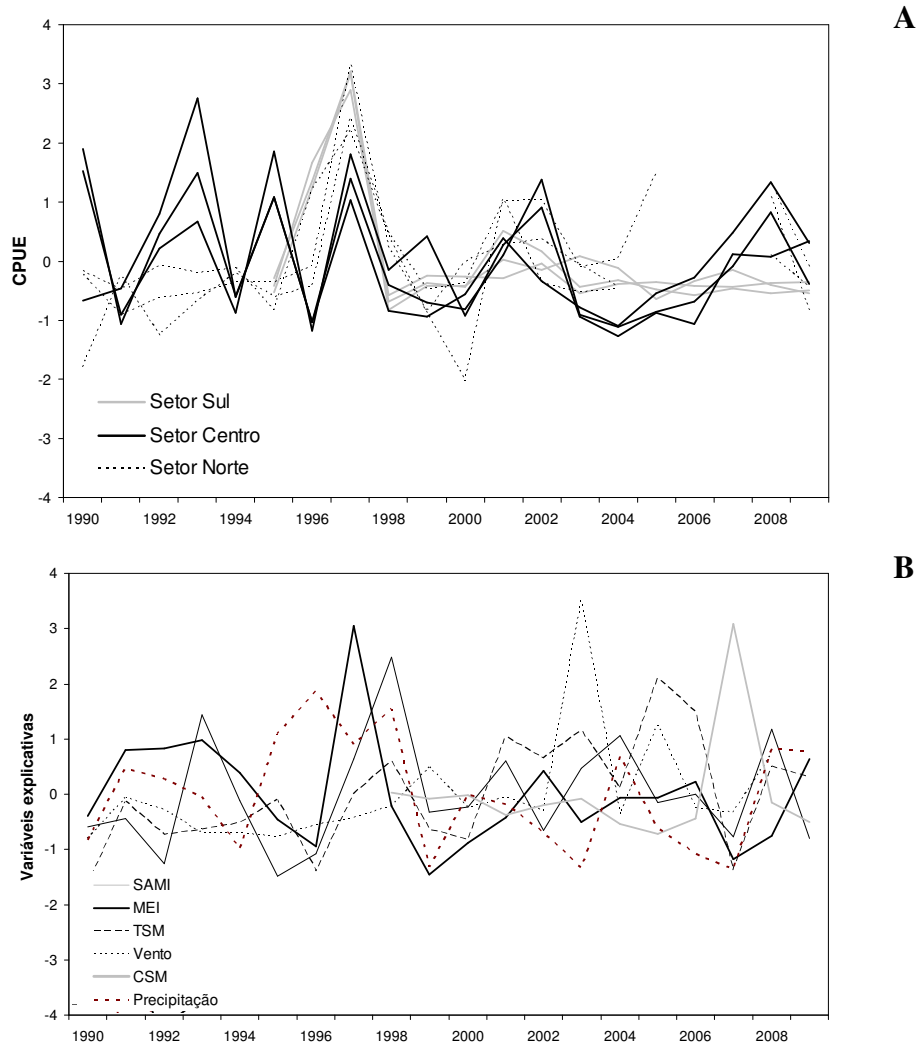 A
4
3
2
1
0
-1
-2
-3
-4
CPUE
Setor Sul
Setor Centro
Setor Norte
1990 1992 1994 1996 1998 2000 2002 2004 2006 2008
B
4
3
2
1
0
-1
-2
-3
-4
Variáveis explicativas
SAMI
MEI
TSM
Vento
CSM
Precipitação
1990 1992 1994 1996 1998 2000 2002 2004 2006 2008